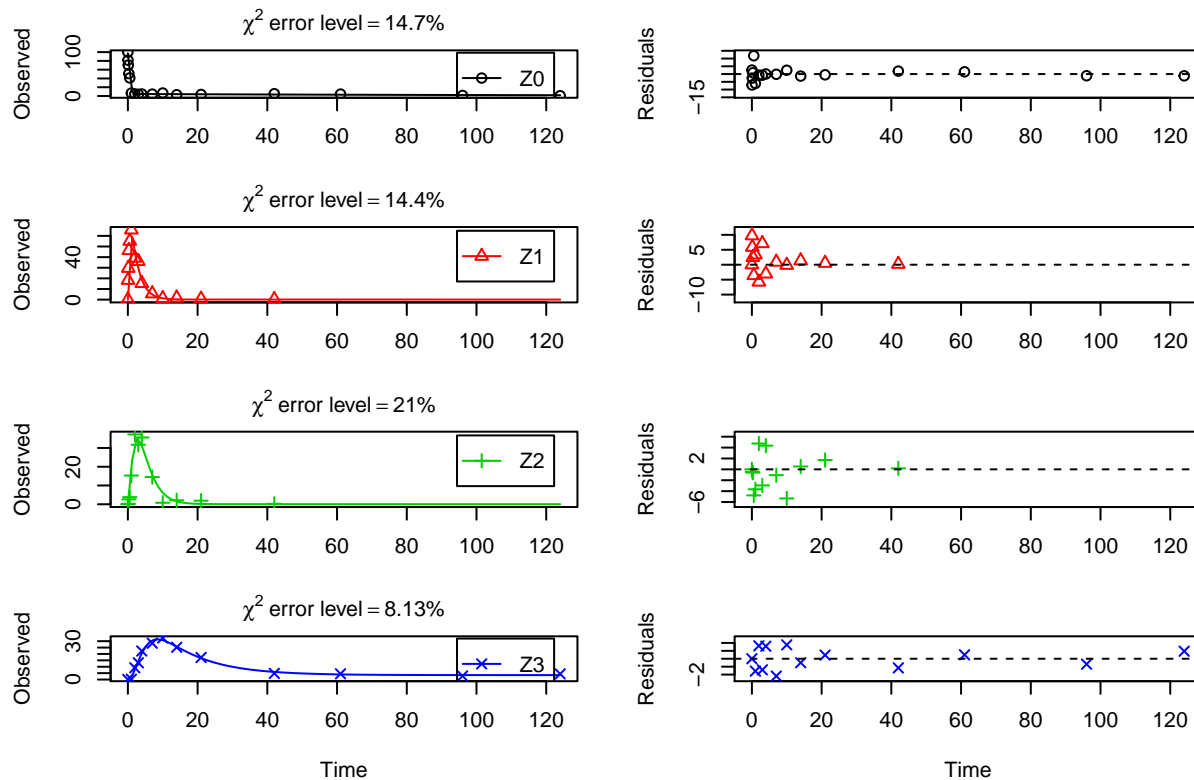 χ² error level = 14.7%
Observed
0 100
Z0
0 20 40 60 80 100 120
Residuals
−15
0 20 40 60 80 100 120
χ² error level = 14.4%
Observed
0 40
Z1
0 20 40 60 80 100 120
Residuals
−10 5
0 20 40 60 80 100 120
χ² error level = 21%
Observed
0 20
Z2
0 20 40 60 80 100 120
Residuals
−6 2
0 20 40 60 80 100 120
χ² error level = 8.13%
Observed
0 30
Z3
0 20 40 60 80 100 120
Time
Residuals
−2
0 20 40 60 80 100 120
Time